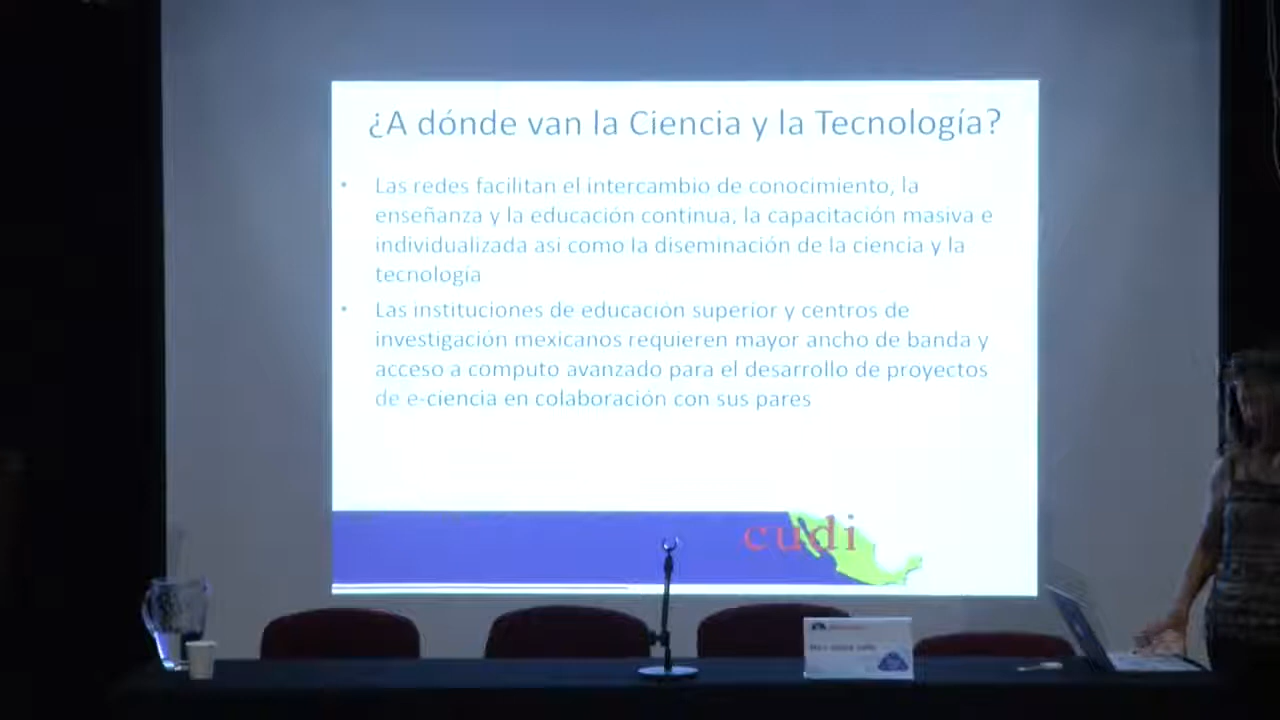 ¿A dónde van la Ciencia y la Tecnología?
• Las redes facilitan el intercambio de conocimiento, la
enseñanza y la educación continua, la capacitación masiva e
individualizada asi como la diseminación de la ciencia y la
tecnología
• Las instituciones de educación superior y centros de
investigación mexicanos requieren mayor ancho de banda y
acceso a computo avanzado para el desarrollo de proyectos
de e-ciencia en colaboración con sus pares
cudi